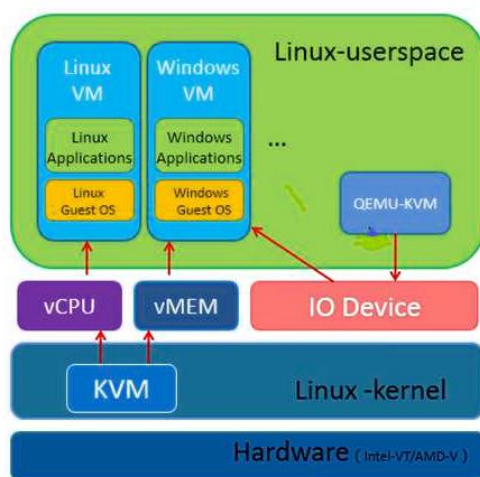 Linux-userspace
Linux
VM
Windows
VM
Linux
Applications
Windows
Applications
...
Linux
Guest OS
Windows
Guest OS
QEMU-KVM
vCPU
vMEM
IO Device
KVM
Linux -kernel
Hardware ( Intel-VT/AMD-V )